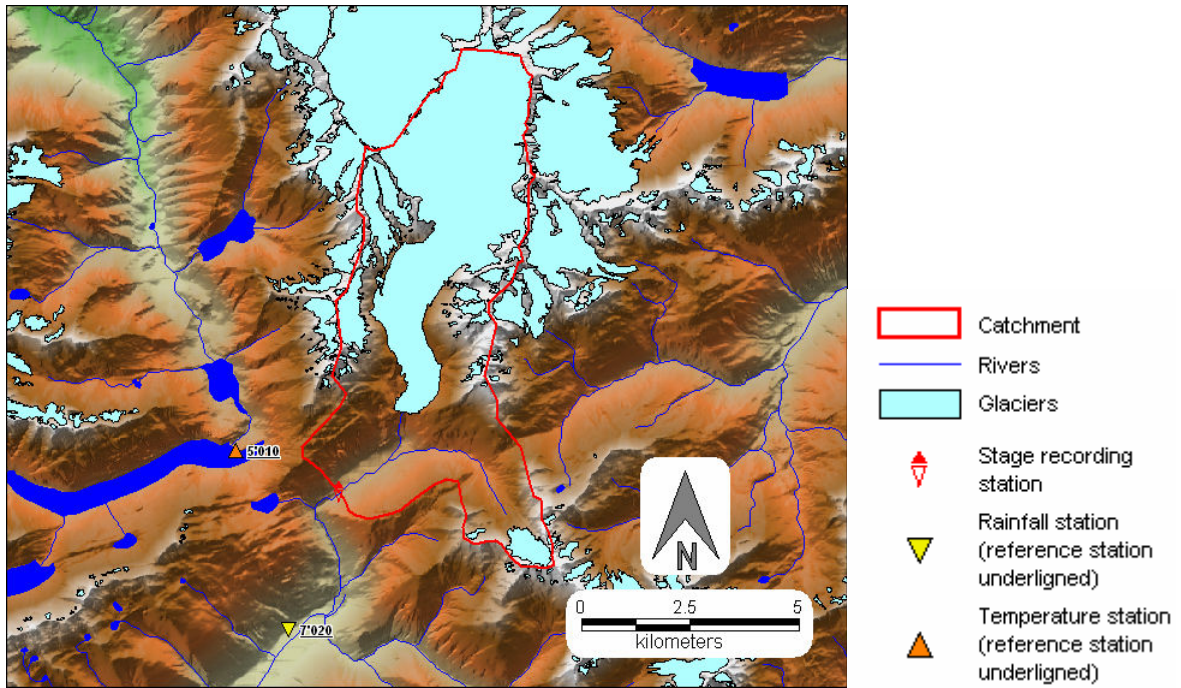 5'010
7'020
N
0 2.5 5
kilometers
Catchment
Rivers
Glaciers
Stage recording
station
Rainfall station
(reference station
underligned)
Temperature station
(reference station
underligned)